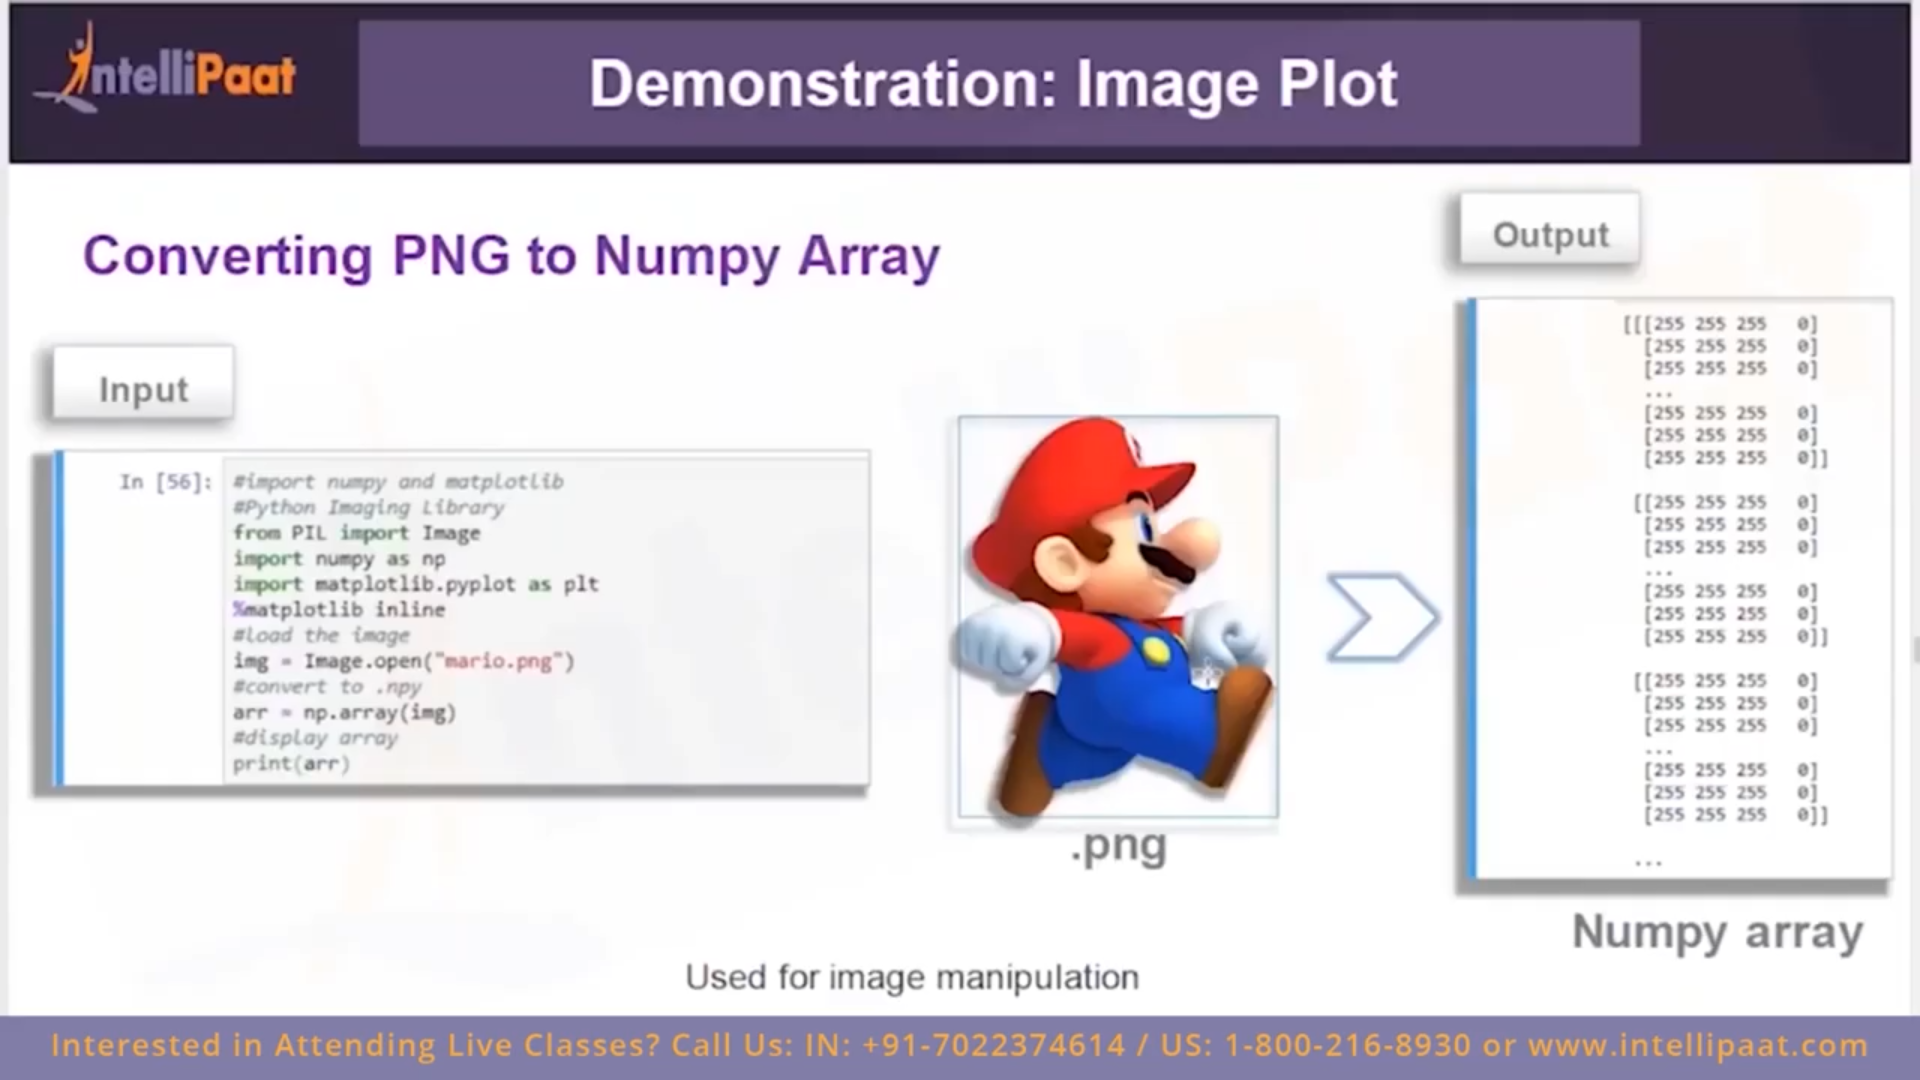 IntelliPaat
Demonstration: Image Plot
Converting PNG to Numpy Array
Input
In [56]:
#import numpy and matplotlib
#Python Imaging Library
from PIL import Image
import numpy as np
import matplotlib.pyplot as plt
%matplotlib inline
#load the image
img = Image.open("mario.png")
#convert to .npy
arr = np.array(img)
#display array
print(arr)
.png
Output
[[[255 255 255   0]
[255 255 255   0]
[255 255 255   0]
...
[255 255 255   0]
[255 255 255   0]
[255 255 255   0]]
[[255 255 255   0]
[255 255 255   0]
[255 255 255   0]
...
[255 255 255   0]
[255 255 255   0]
[255 255 255   0]]
[[255 255 255   0]
[255 255 255   0]
[255 255 255   0]
...
[255 255 255   0]
[255 255 255   0]
[255 255 255   0]]
...
Numpy array
Used for image manipulation
Interested in Attending Live Classes? Call Us: IN: +91-7022374614 / US: 1-800-216-8930 or www.intellipaat.com